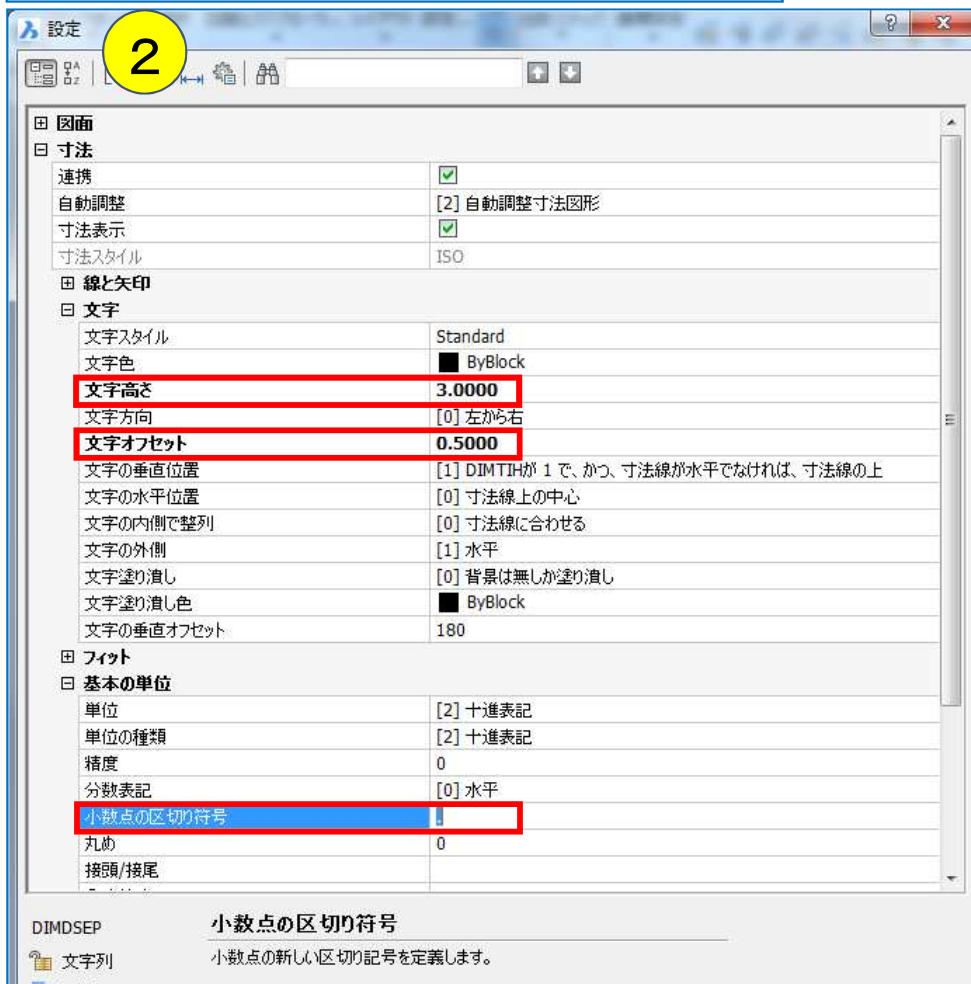 設定
2
図面
寸法
連携
自動調整 [2] 自動調整寸法図形
寸法表示
寸法スタイル ISO
線と矢印
文字
文字スタイル Standard
文字色 ByBlock
文字高さ 3.0000
文字方向 [0] 左から右
文字オフセット 0.5000
文字の垂直位置 [1] DIMTIHが 1 で、かつ、寸法線が水平でなければ、寸法線の上
文字の水平位置 [0] 寸法線上の中心
文字の内側で整列 [0] 寸法線に合わせる
文字の外側 [1] 水平
文字塗り潰し [0] 背景は無しか塗り潰し
文字塗り潰し色 ByBlock
文字の垂直オフセット 180
フィット
基本の単位
単位 [2] 十進表記
単位の種類 [2] 十進表記
精度 0
分数表記 [0] 水平
小数点の区切り符号 .
丸め 0
接頭/接尾
DIMDSEP 小数点の区切り符号
文字列 小数点の新しい区切り記号を定義します。